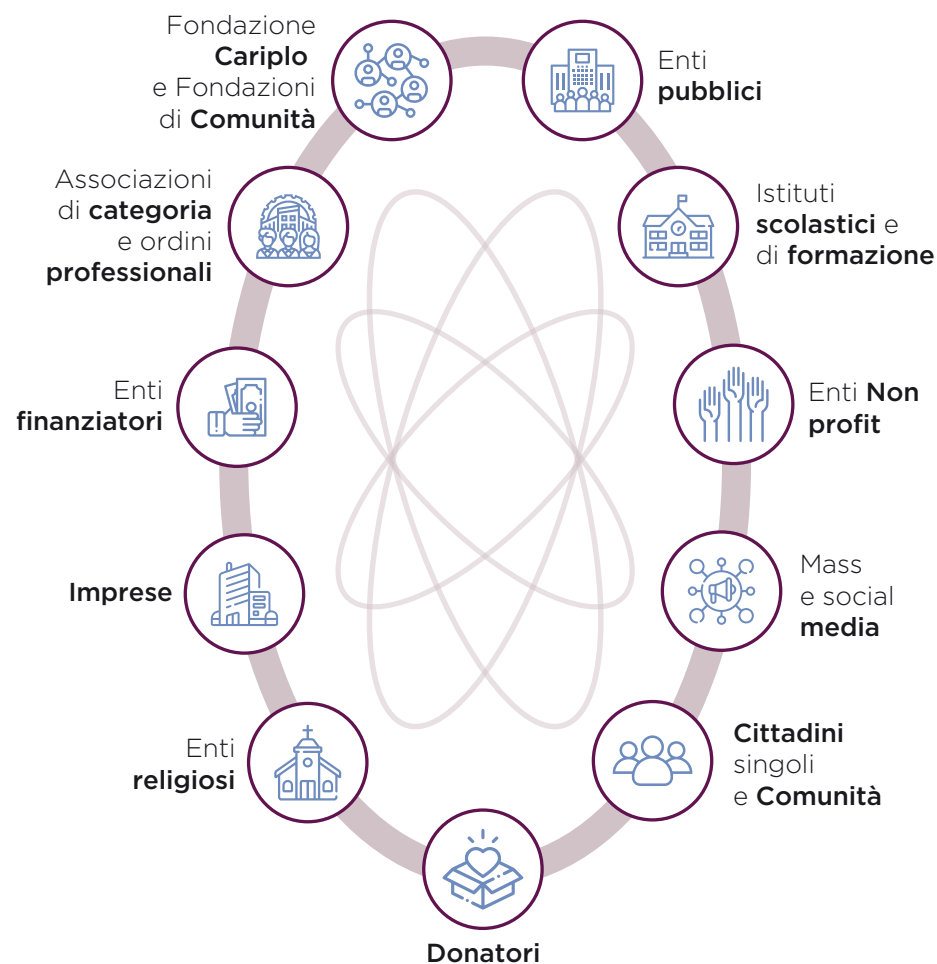 Fondazione
Cariplo
e Fondazioni
di Comunità
Enti
pubblici
Associazioni
di categoria
e ordini
professionali
Istituti
scolastici e
di formazione
Enti
finanziatori
Enti Non
profit
Imprese
Mass
e social
media
Enti
religiosi
Cittadini
singoli
e Comunità
Donatori